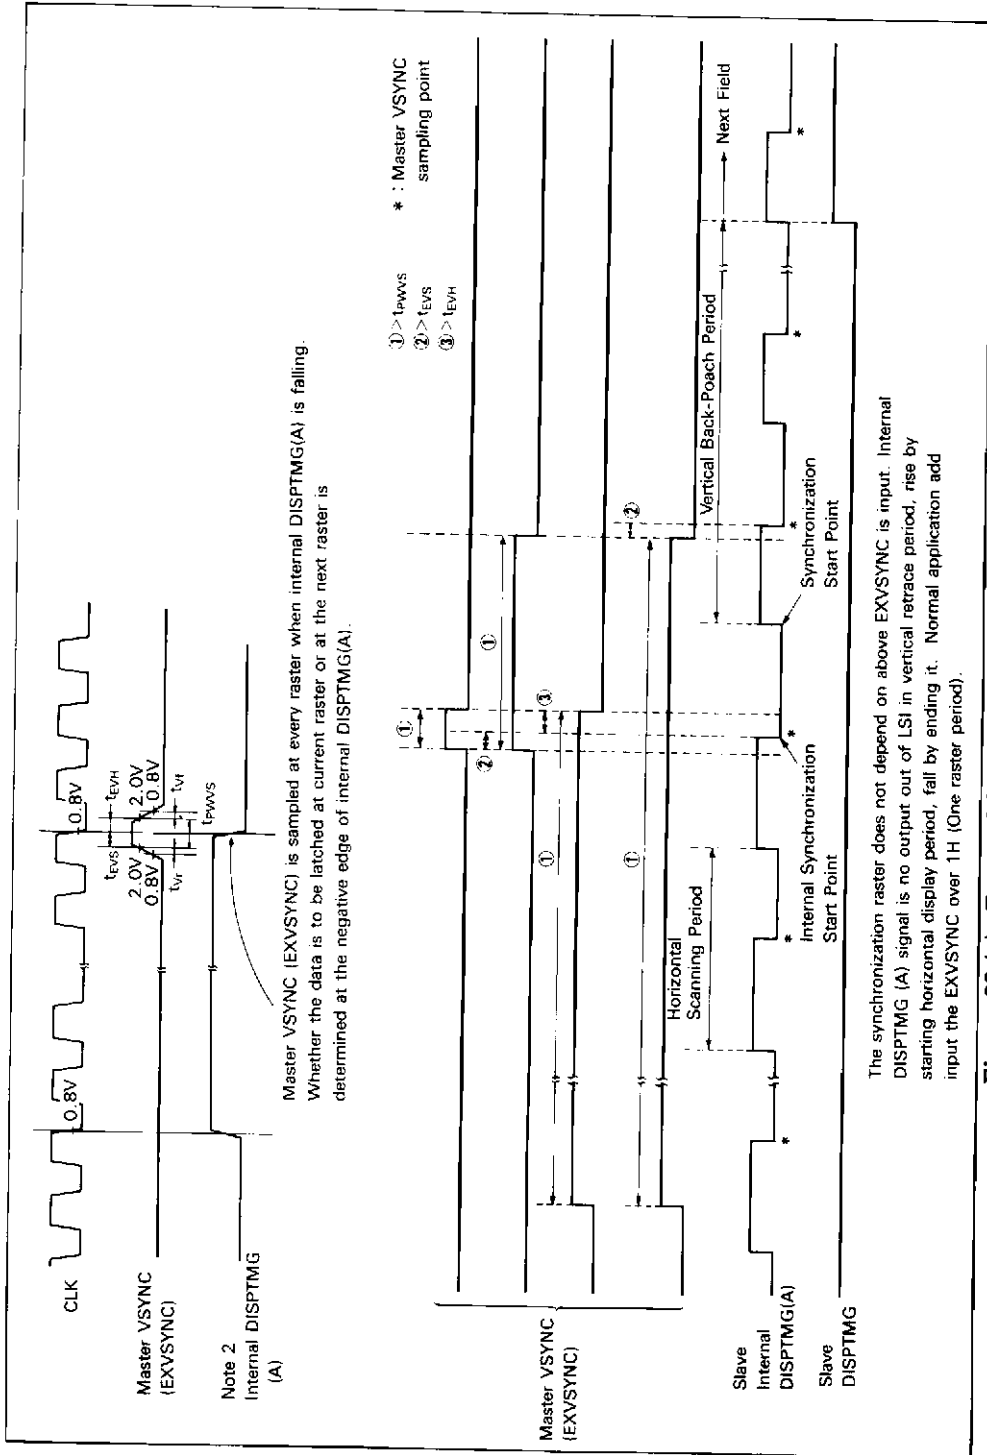 CLK
0.8V
0.8V
Master VSYNC
(EXVSYNC)
tEVS
tEVH
2.0V
0.8V
2.0V
0.8V
tVr
tVf
tPWVS
Note 2
Internal DISPTMG
(A)
Master VSYNC (EXVSYNC) is sampled at every raster when internal DISPTMG(A) is falling.
Whether the data is to be latched at current raster or at the next raster is
determined at the negative edge of internal DISPTMG(A).
①>tPWVS
②>tEVS
③>tEVH
* : Master VSYNC
sampling point
Master VSYNC
(EXVSYNC)
①
②
①
③
①
①
②
Horizontal
Scanning Period
Vertical Back-Poach Period
Next Field
Slave
Internal
DISPTMG(A)
*
*
*
*
*
*
Internal Synchronization
Start Point
Synchronization
Start Point
Slave
DISPTMG
The synchronization raster does not depend on above EXVSYNC is input. Internal
DISPTMG (A) signal is no output out of LSI in vertical retrace period, rise by
starting horizontal display period, fall by ending it. Normal application add
input the EXVSYNC over 1H (One raster period).